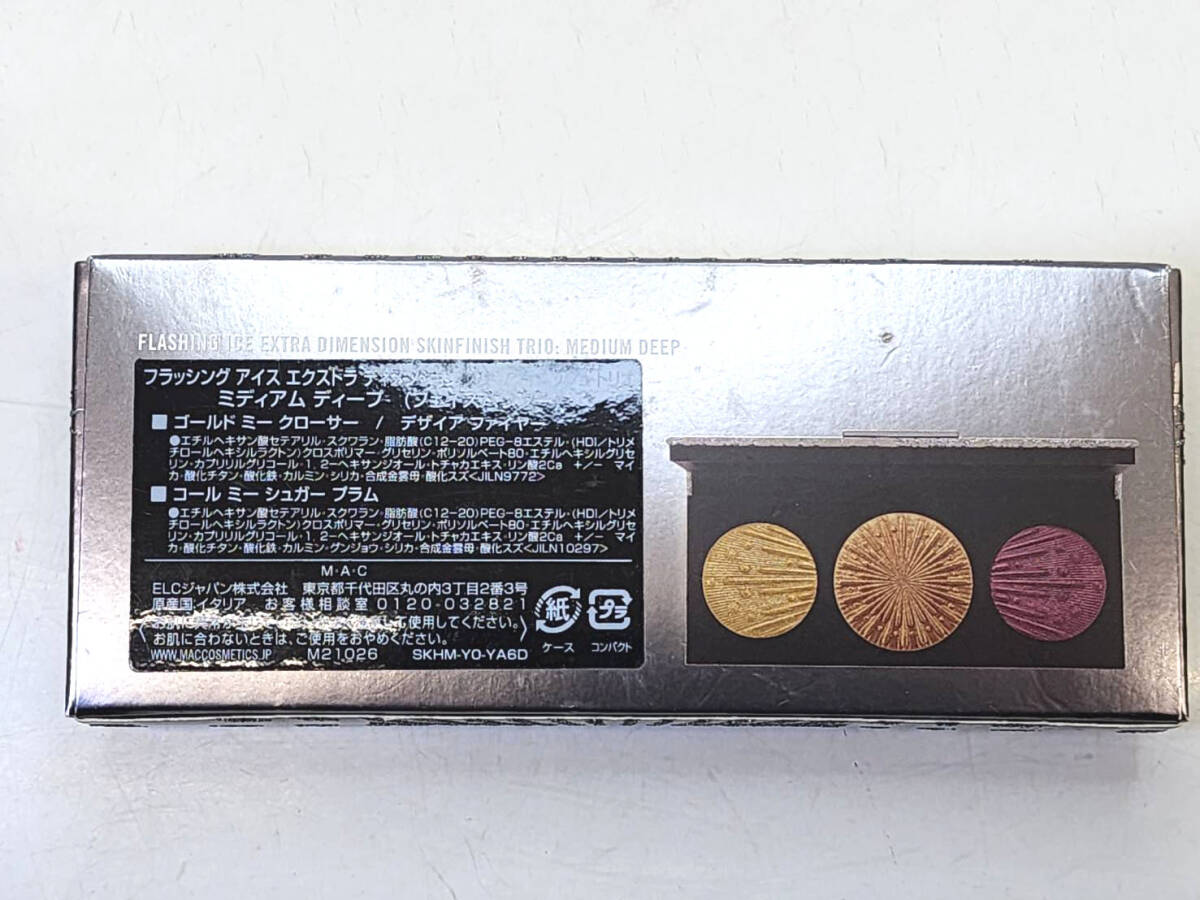 FLASHING ICE EXTRA DIMENSION SKINFINISH TRIO: MEDIUM DEEP
フラッシング アイス エクストラ
ミディアム ディープ
■ ゴールド ミー クローサー / デザイア ファイヤー
●エチルヘキサン酸セテアリル・スクワラン・脂肪酸(C12-20)PEG-8エステル・(HDI/トリメ
チロールヘキシルラクトン)クロスポリマー・グリセリン・ポリソルベート80・エチルヘキシルグリセ
リン・カプリリルグリコール・1, 2-ヘキサンジオール・トチャカエキス・リン酸2Ca +/− マイ
カ・酸化チタン・酸化鉄・カルミン・シリカ・合成金雲母・酸化スズ<JILN9772>
■ コール ミー シュガー プラム
●エチルヘキサン酸セテアリル・スクワラン・脂肪酸(C12-20)PEG-8エステル・(HDI/トリメ
チロールヘキシルラクトン)クロスポリマー・グリセリン・ポリソルベート80・エチルヘキシルグリセ
リン・カプリリルグリコール・1, 2-ヘキサンジオール・トチャカエキス・リン酸2Ca +/− マイ
カ・酸化チタン・酸化鉄・カルミン・グンジョウ・シリカ・合成金雲母・酸化スズ<JILN10297>
M・A・C
ELCジャパン株式会社 東京都千代田区丸の内3丁目2番3号
原産国:イタリア お客様相談室 0120-032821
して使用してください。
お肌に合わないときは、ご使用をおやめください。
WWW.MACCOSMETICS.JP M21026 SKHM-Y0-YA6D
紙 プラ
ケース コンパクト